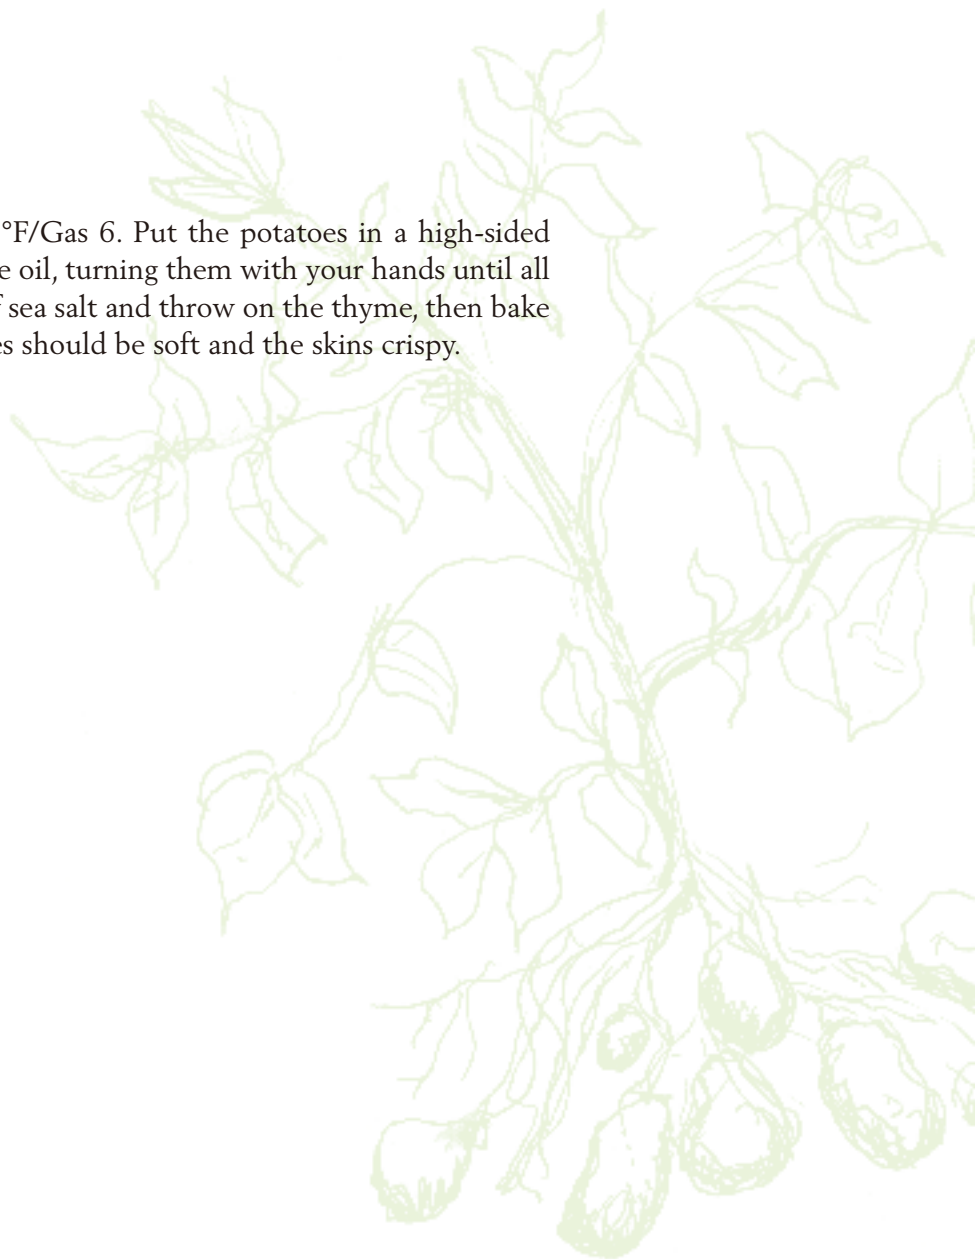 °F/Gas 6. Put the potatoes in a high-sided
oil, turning them with your hands until all
sea salt and throw on the thyme, then bake
should be soft and the skins crispy.